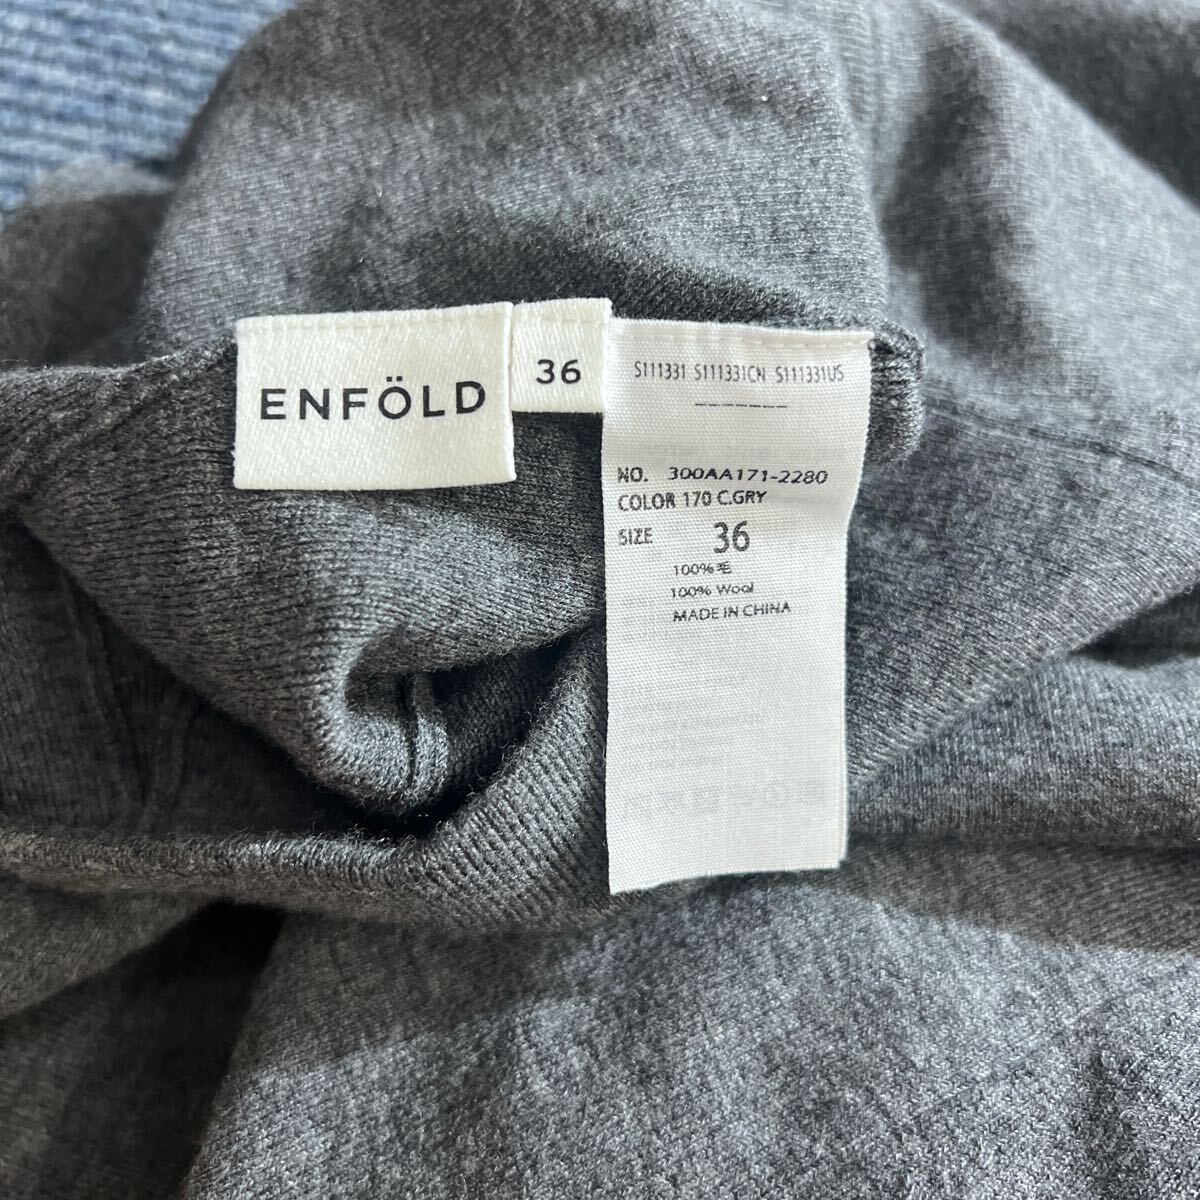 ENFÖLD
36
S111331 S111331CN S111331US
-------
NO. 300AA171-2280
COLOR 170 C.GRY
SIZE 36
100%毛
100% Wool
MADE IN CHINA